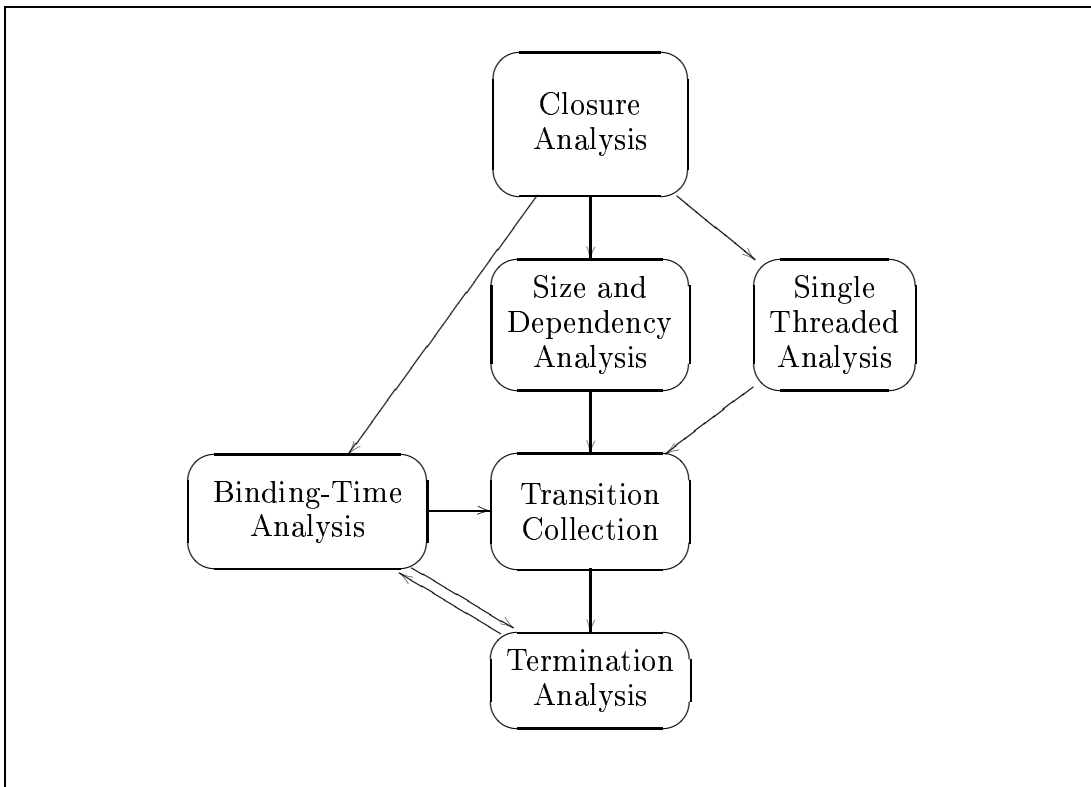 Closure
Analysis
Size and
Dependency
Analysis
Single
Threaded
Analysis
Binding-Time
Analysis
Transition
Collection
Termination
Analysis